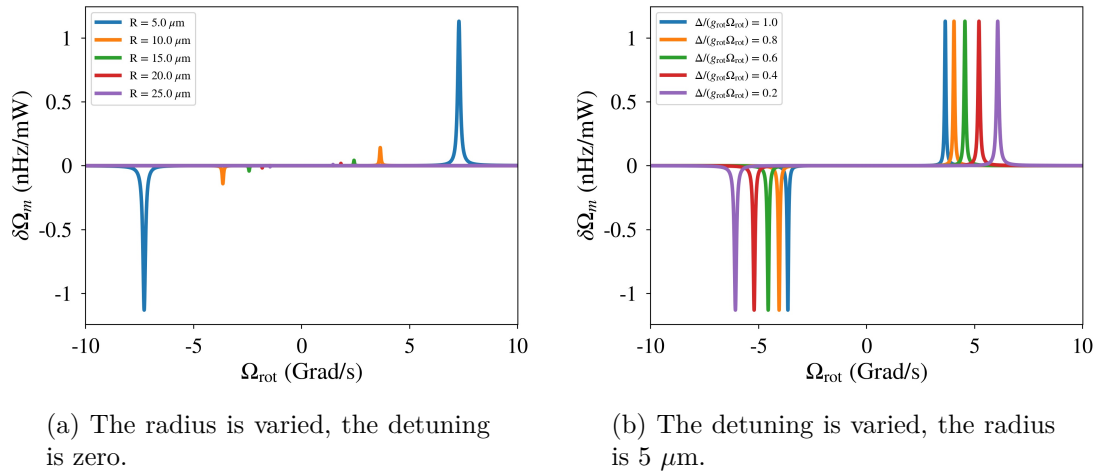 R = 5.0 μm
R = 10.0 μm
R = 15.0 μm
R = 20.0 μm
R = 25.0 μm
1
0.5
0
-0.5
-1
δΩm (nHz/mW)
-10
-5
0
5
10
Ωrot (Grad/s)
(a) The radius is varied, the detuning
is zero.
Δ/(grotΩrot) = 1.0
Δ/(grotΩrot) = 0.8
Δ/(grotΩrot) = 0.6
Δ/(grotΩrot) = 0.4
Δ/(grotΩrot) = 0.2
1
0.5
0
-0.5
-1
δΩm (nHz/mW)
-10
-5
0
5
10
Ωrot (Grad/s)
(b) The detuning is varied, the radius
is 5 μm.